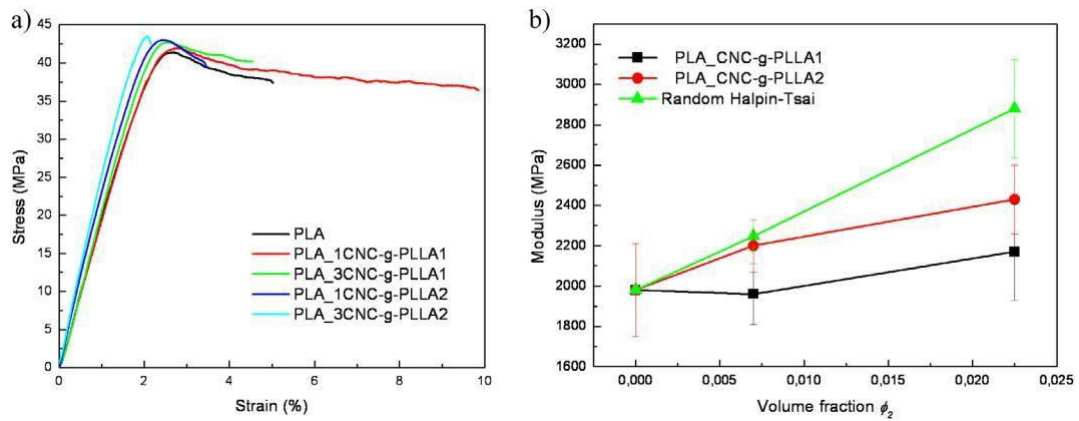 a)
Stress (MPa)
45
40
35
30
25
20
15
10
5
0
0
2
4
6
8
10
Strain (%)
PLA
PLA_1CNC-g-PLLA1
PLA_3CNC-g-PLLA1
PLA_1CNC-g-PLLA2
PLA_3CNC-g-PLLA2
b)
Modulus (MPa)
3200
3000
2800
2600
2400
2200
2000
1800
1600
0,000
0,005
0,010
0,015
0,020
0,025
Volume fraction ϕ₂
PLA_CNC-g-PLLA1
PLA_CNC-g-PLLA2
Random Halpin-Tsai